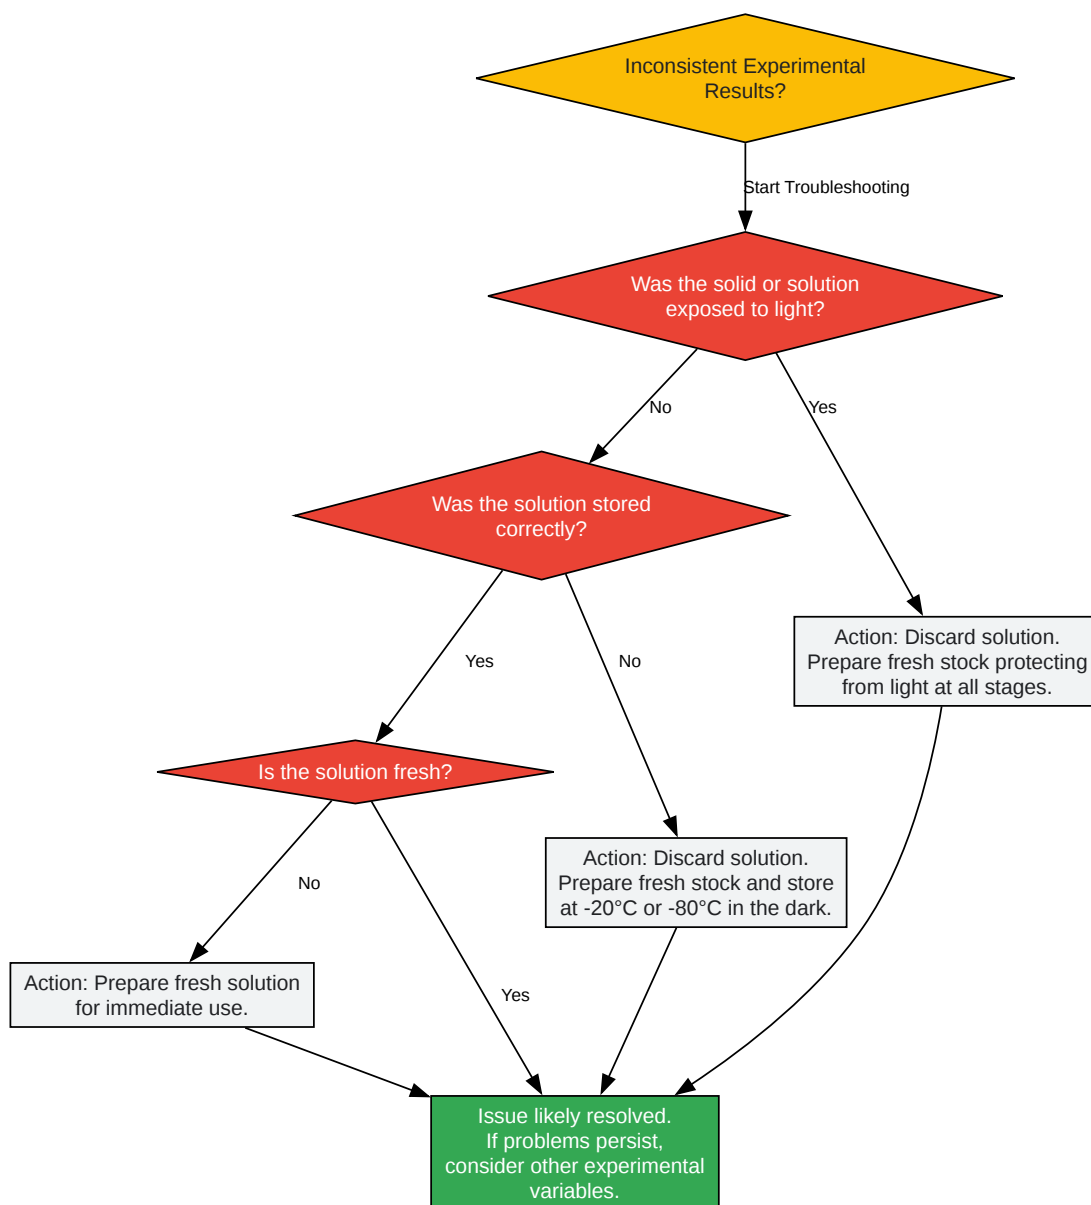 Inconsistent Experimental
Results?
Start Troubleshooting
Was the solid or solution
exposed to light?
No
Yes
Was the solution stored
correctly?
Yes
No
Action: Discard solution.
Prepare fresh stock protecting
from light at all stages.
Is the solution fresh?
Action: Discard solution.
Prepare fresh stock and store
at -20°C or -80°C in the dark.
No
Yes
Action: Prepare fresh solution
for immediate use.
Issue likely resolved.
If problems persist,
consider other experimental
variables.